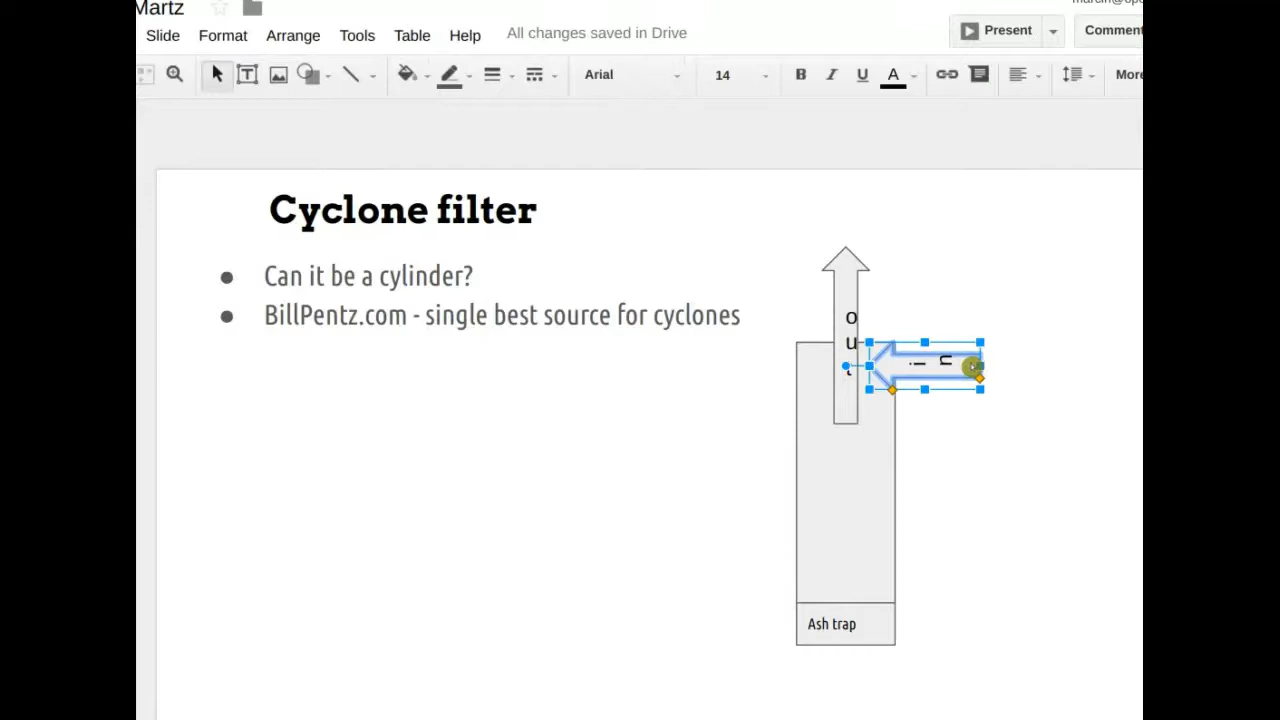 Martz
Slide Format Arrange Tools Table Help All changes saved in Drive
Present
Comment
Arial 14 B I U A More
Cyclone filter
● Can it be a cylinder?
● BillPentz.com - single best source for cyclones
o
u
t
i n
Ash trap